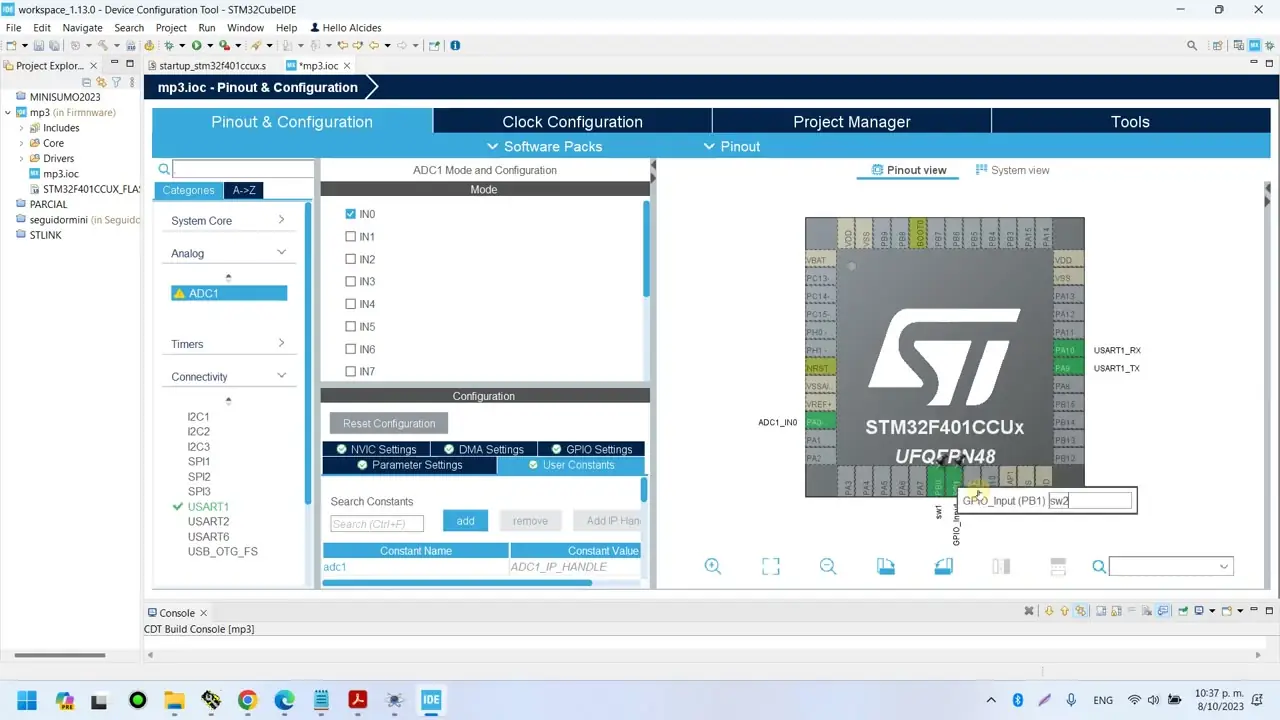 workspace_1.13.0 - Device Configuration Tool - STM32CubeIDE
File Edit Navigate Search Project Run Window Help Hello Alcides
Project Explor...
startup_stm32f401ccux.s
*mp3.ioc
mp3.ioc - Pinout & Configuration
MINISUMO2023
mp3 (in Firmnware)
Includes
Core
Drivers
mp3.ioc
STM32F401CCUX_FLA
PARCIAL
seguidormini (in Seguido
STLINK
Pinout & Configuration
Clock Configuration
Project Manager
Tools
Software Packs
Pinout
Categories
A->Z
System Core
Analog
ADC1
Timers
Connectivity
I2C1
I2C2
I2C3
SPI1
SPI2
SPI3
USART1
USART2
USART6
USB_OTG_FS
ADC1 Mode and Configuration
Mode
IN0
IN1
IN2
IN3
IN4
IN5
IN6
IN7
Configuration
Reset Configuration
NVIC Settings
DMA Settings
GPIO Settings
Parameter Settings
User Constants
Search Constants
Search (Ctrl+F)
add
remove
Add IP Han
Constant Name
Constant Value
adc1
ADC1_IP_HANDLE
Pinout view
System view
VDD
VSS
PB9
PB8
BOOT0
PB7
PB6
PB5
PB4
PB3
PA15
PA14
VBAT
PC13-
PC14-
PC15-
PH0 -
PH1 -
NRST
VSSA/..
VREF+
PA0-
PA1
PA2
ADC1_IN0
VDD
VSS
PA13
PA12
PA11
PA10
PA9
PA8
PB15
PB14
PB13
PB12
USART1_RX
USART1_TX
STM32F401CCUx
UFQFPN48
PA3
PA4
PA5
PA6
PA7
PB0
sw1
GPIO_Input
GPIO_Input (PB1) sw2
Console
CDT Build Console [mp3]
PRE
IDE
ENG
10:37 p. m.
8/10/2023